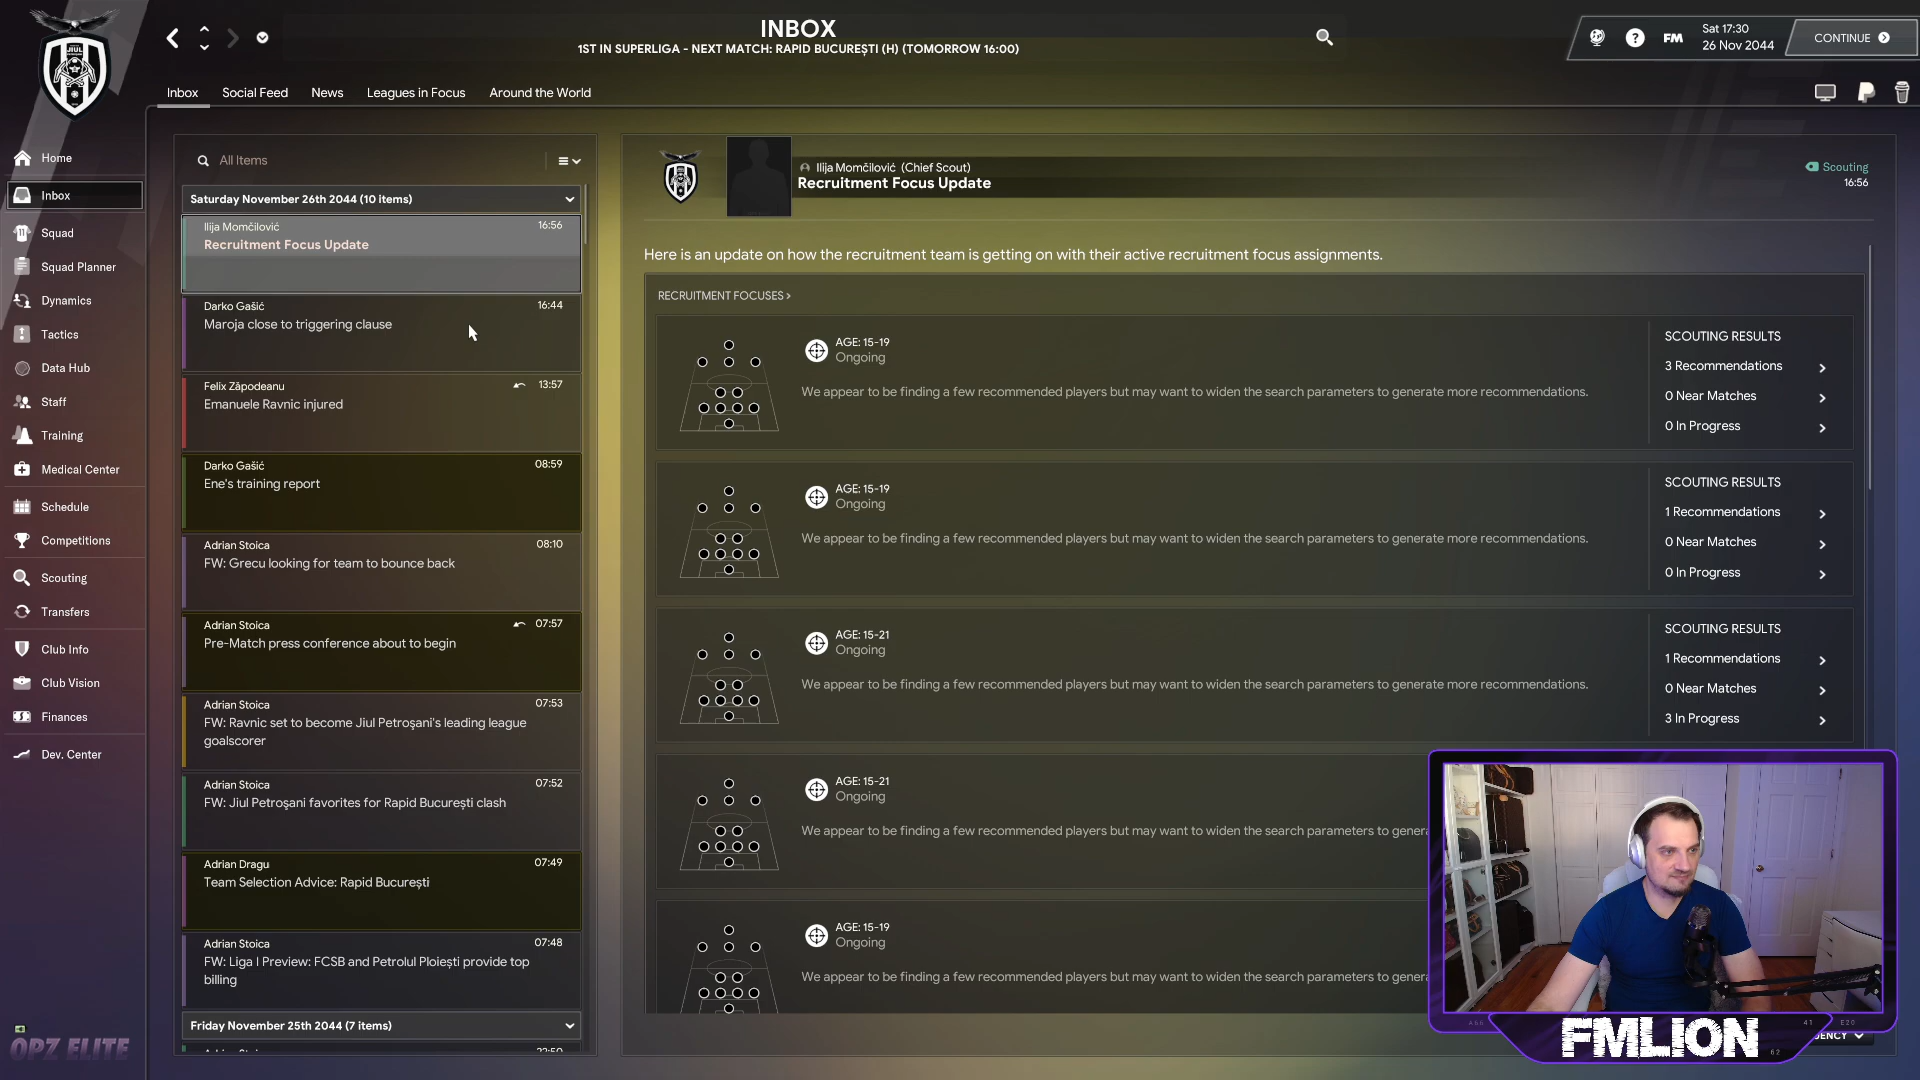 INBOX
1ST IN SUPERLIGA - NEXT MATCH: RAPID BUCUREȘTI (H) (TOMORROW 16:00)
FM
Sat 17:30
26 Nov 2044
CONTINUE
Inbox
Social Feed
News
Leagues in Focus
Around the World
Home
Inbox
Squad
Squad Planner
Dynamics
Tactics
Data Hub
Staff
Training
Medical Center
Schedule
Competitions
Scouting
Transfers
Club Info
Club Vision
Finances
Dev. Center
OPZ ELITE
All Items
Saturday November 26th 2044 (10 items)
Ilija Momčilović 16:56
Recruitment Focus Update
Darko Gašić 16:44
Maroja close to triggering clause
Felix Zăpodeanu 13:57
Emanuele Ravnic injured
Darko Gašić 08:59
Ene's training report
Adrian Stoica 08:10
FW: Grecu looking for team to bounce back
Adrian Stoica 07:57
Pre-Match press conference about to begin
Adrian Stoica 07:53
FW: Ravnic set to become Jiul Petroşani's leading league
goalscorer
Adrian Stoica 07:52
FW: Jiul Petroşani favorites for Rapid Bucureşti clash
Adrian Dragu 07:49
Team Selection Advice: Rapid Bucureşti
Adrian Stoica 07:48
FW: Liga I Preview: FCSB and Petrolul Ploiești provide top
billing
Friday November 25th 2044 (7 items)
Ilija Momčilović (Chief Scout)
Recruitment Focus Update
Scouting
16:56
Here is an update on how the recruitment team is getting on with their active recruitment focus assignments.
RECRUITMENT FOCUSES >
AGE: 15-19
Ongoing
We appear to be finding a few recommended players but may want to widen the search parameters to generate more recommendations.
SCOUTING RESULTS
3 Recommendations
0 Near Matches
0 In Progress
AGE: 15-19
Ongoing
We appear to be finding a few recommended players but may want to widen the search parameters to generate more recommendations.
SCOUTING RESULTS
1 Recommendations
0 Near Matches
0 In Progress
AGE: 15-21
Ongoing
We appear to be finding a few recommended players but may want to widen the search parameters to generate more recommendations.
SCOUTING RESULTS
1 Recommendations
0 Near Matches
3 In Progress
AGE: 15-21
Ongoing
We appear to be finding a few recommended players but may want to widen the search parameters to genera
AGE: 15-19
Ongoing
We appear to be finding a few recommended players but may want to widen the search parameters to genera
FMLION
41 E20
62